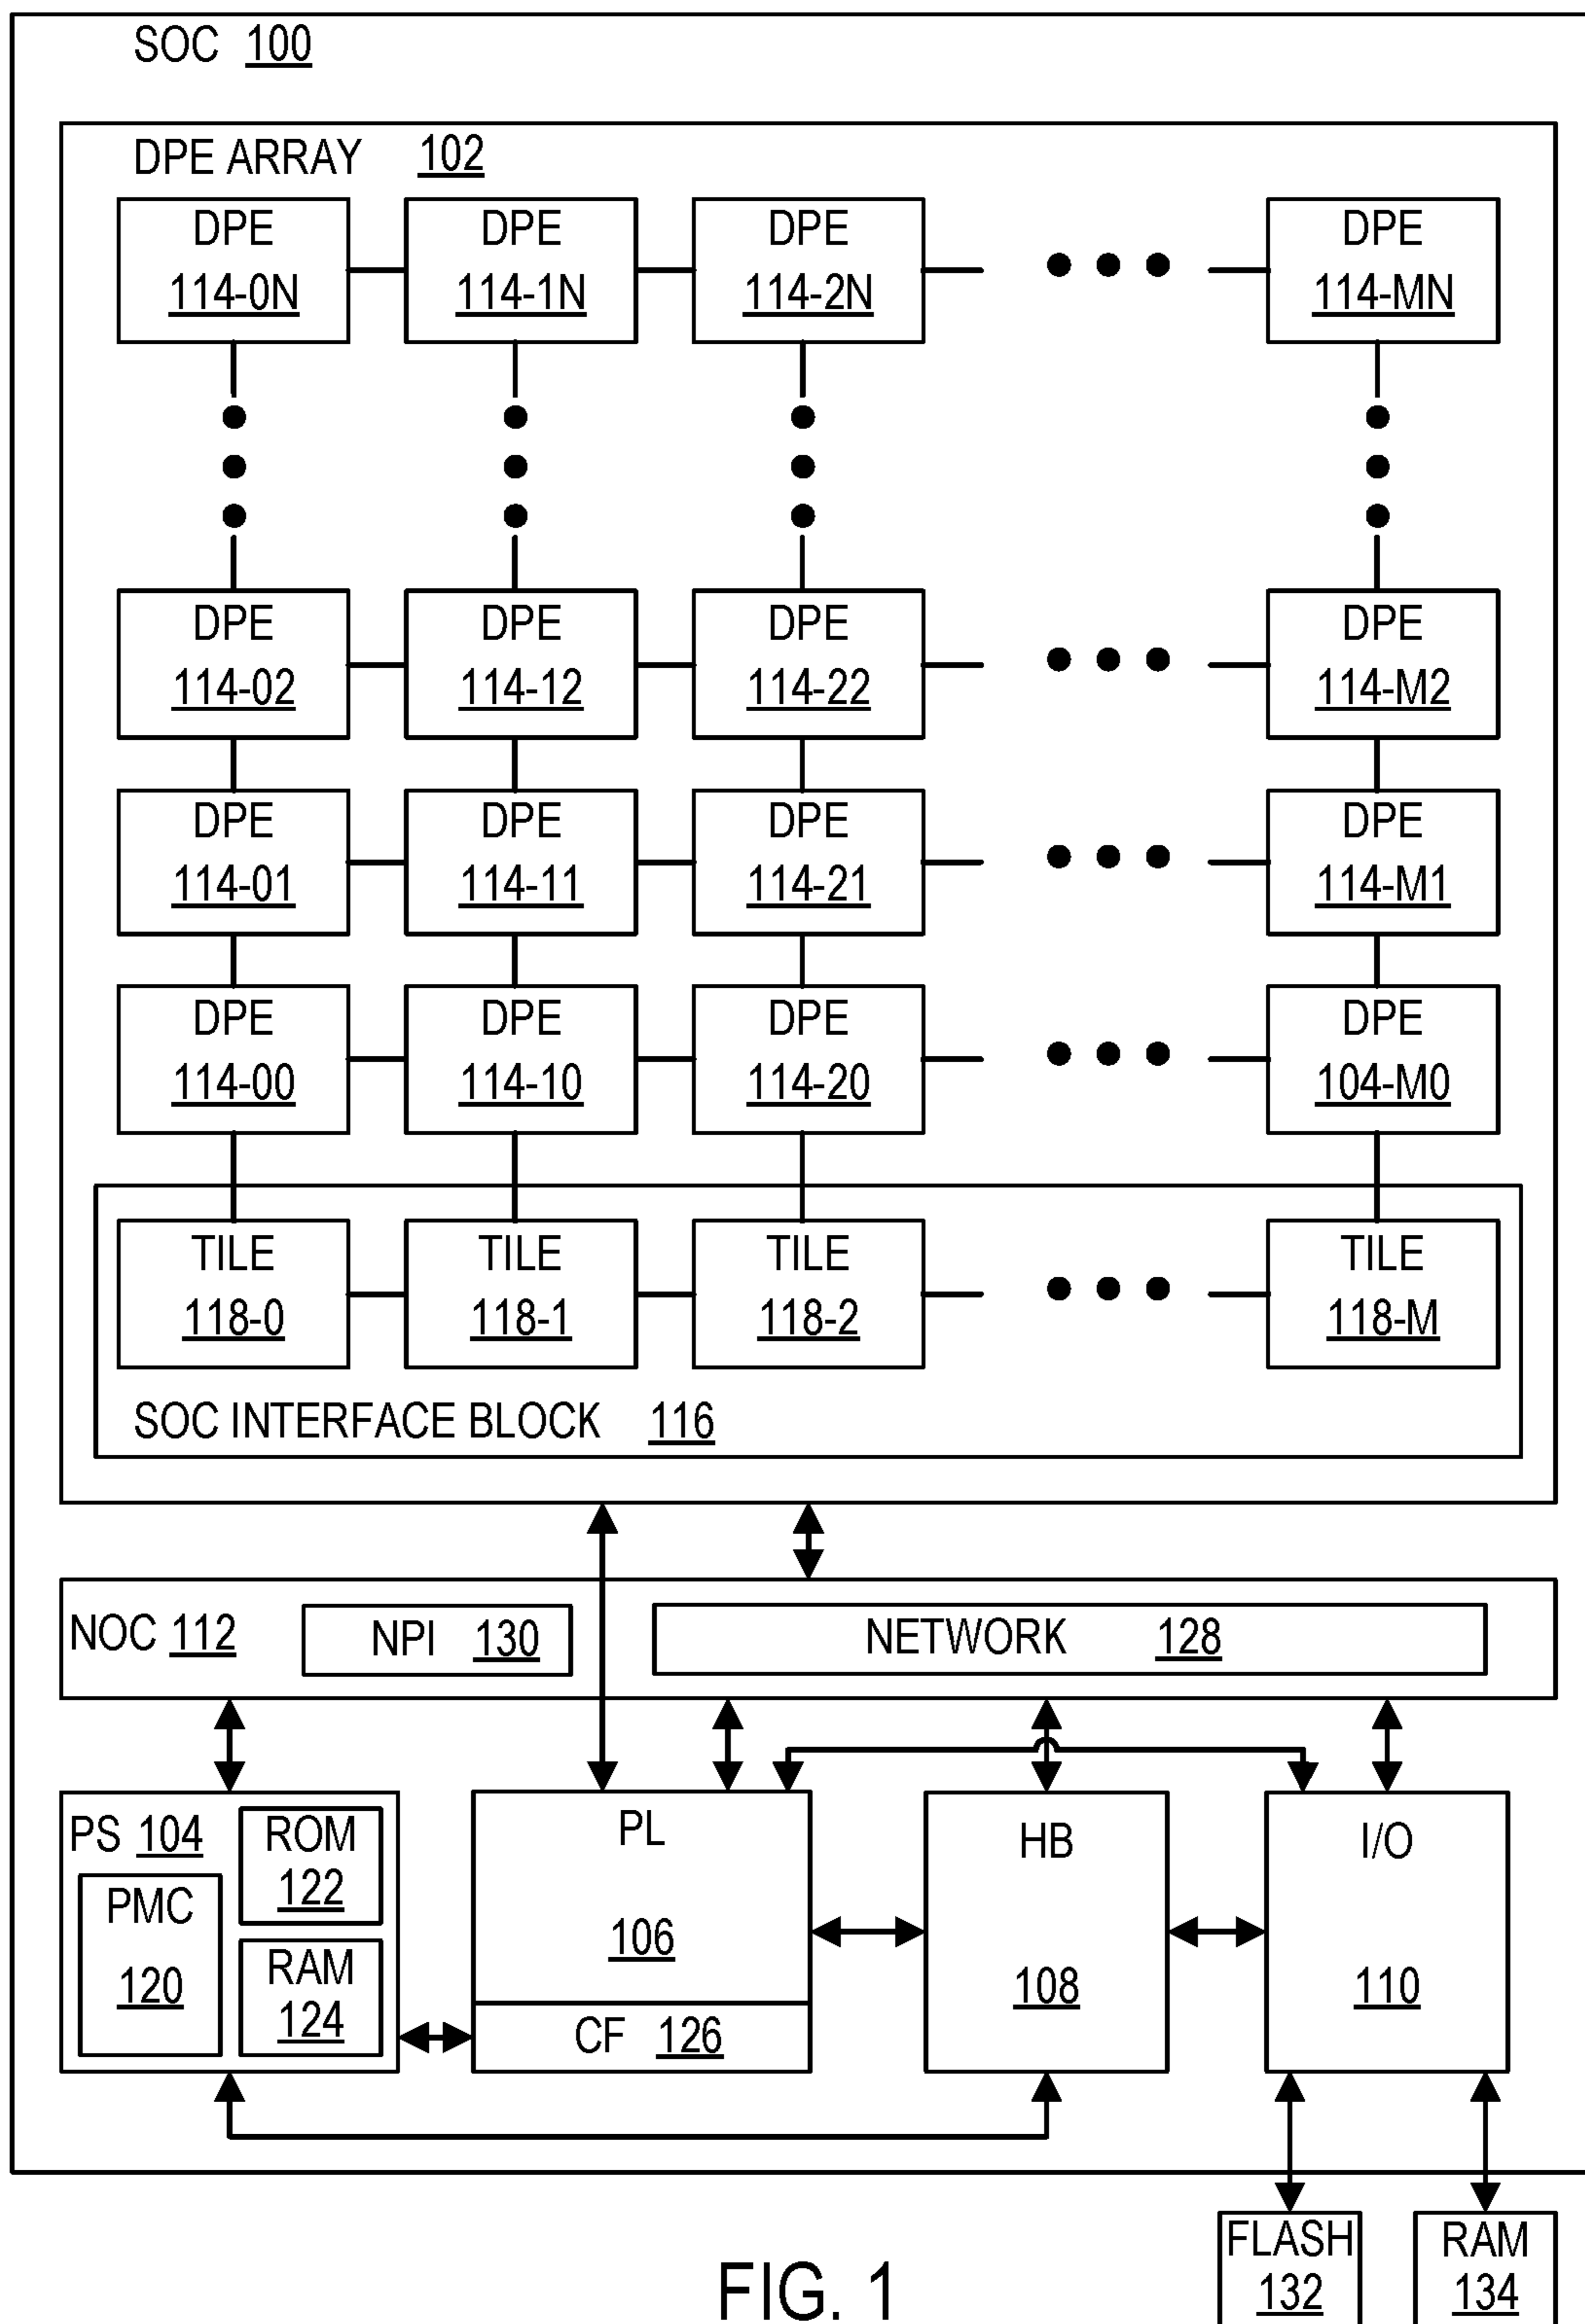 SOC 100
DPE ARRAY 102
DPE DPE DPE DPE
114-0N 114-1N 114-2N 114-MN
DPE DPE DPE DPE
114-02 114-12 114-22 114-M2
DPE DPE DPE DPE
114-01 114-11 114-21 114-M1
DPE DPE DPE DPE
114-00 114-10 114-20 104-M0
TILE TILE TILE TILE
118-0 118-1 118-2 118-M
SOC INTERFACE BLOCK 116
NOC 112 NPI 130 NETWORK 128
PS 104
ROM
122
PMC
120
RAM
124
PL
106
CF 126
HB
108
I/O
110
FLASH
132
RAM
134
FIG. 1